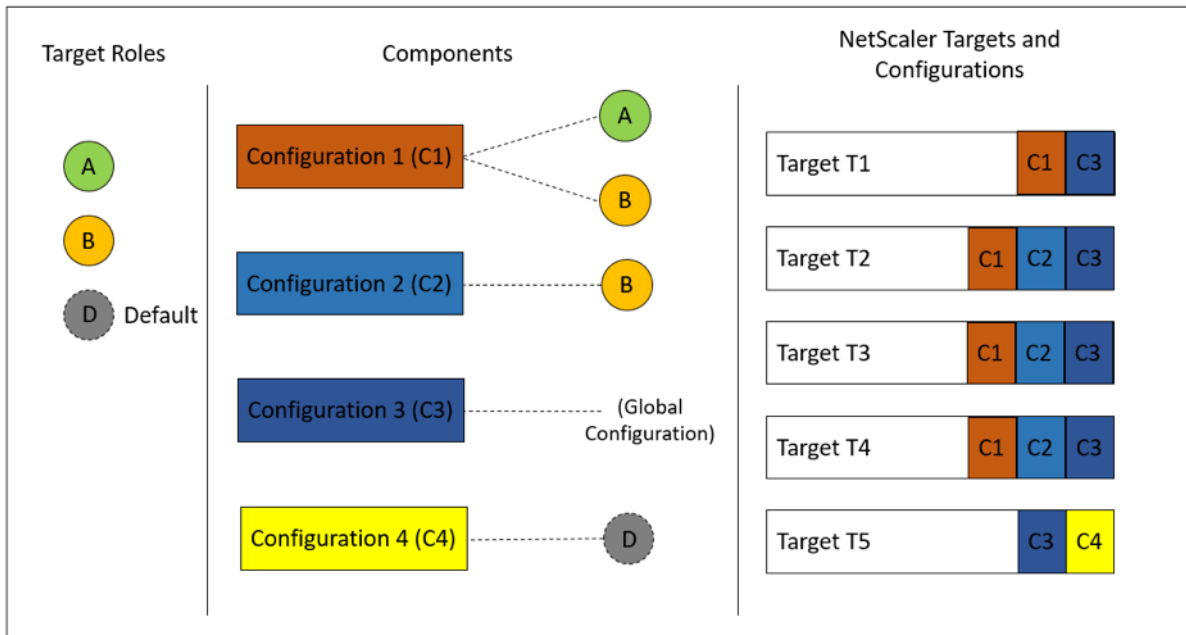 Target Roles
A
B
D Default
Components
Configuration 1 (C1)
A
B
Configuration 2 (C2)
B
Configuration 3 (C3)
(Global
Configuration)
Configuration 4 (C4)
D
NetScaler Targets and
Configurations
Target T1 C1 C3
Target T2 C1 C2 C3
Target T3 C1 C2 C3
Target T4 C1 C2 C3
Target T5 C3 C4